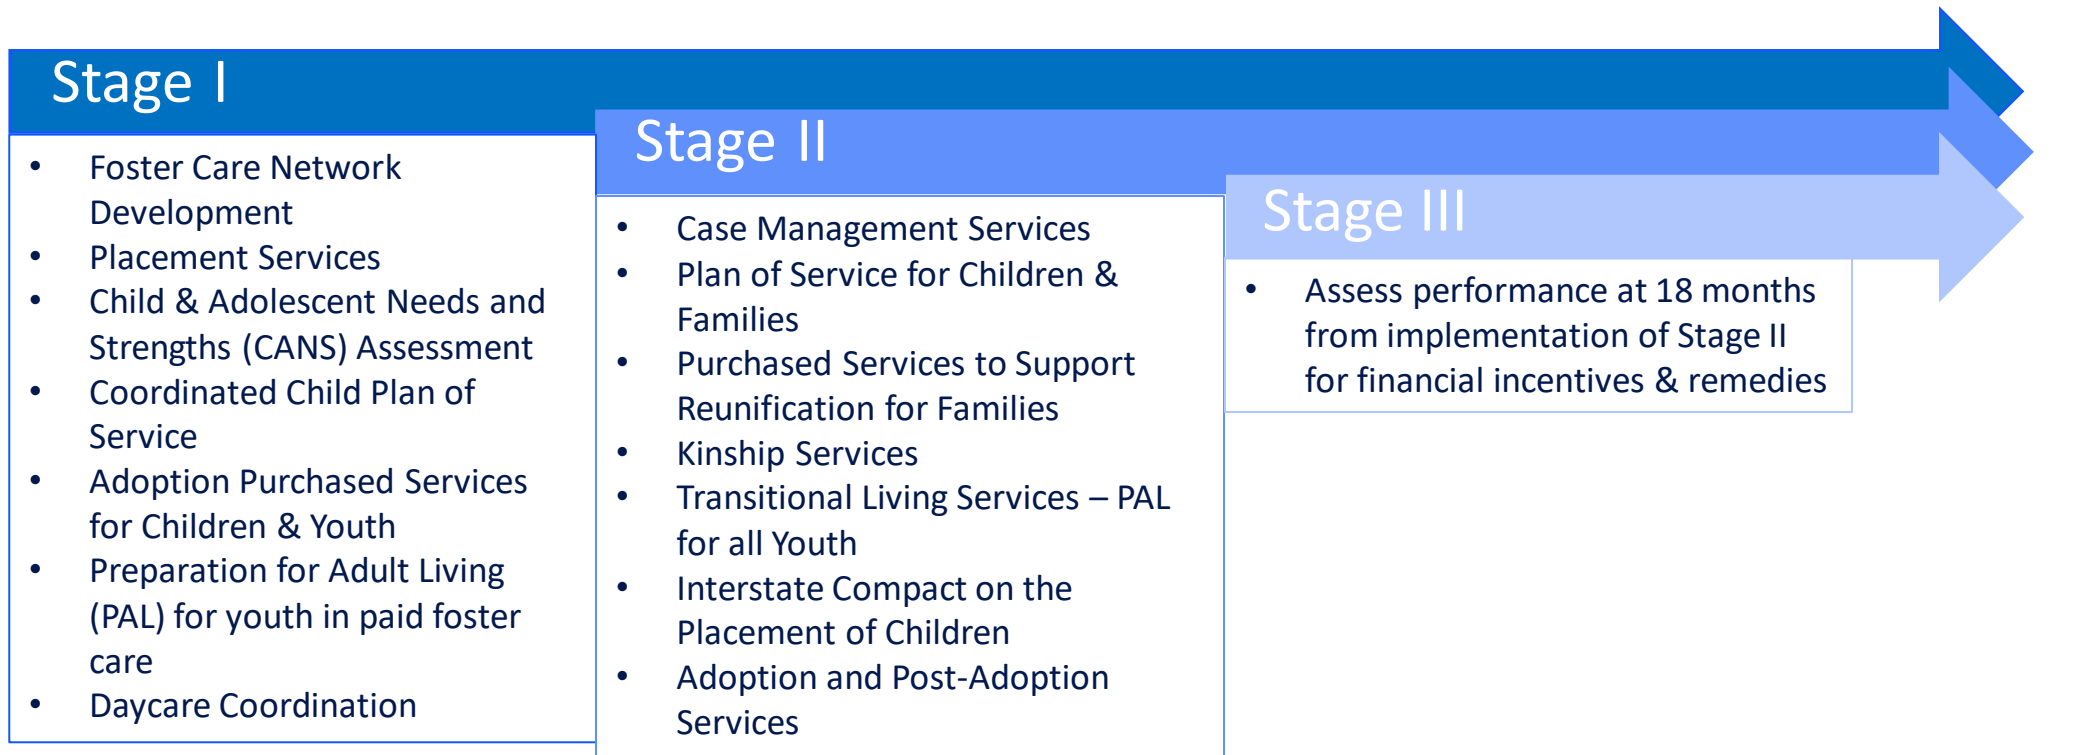 Stage I
• Foster Care Network
Development
• Placement Services
• Child & Adolescent Needs and
Strengths (CANS) Assessment
• Coordinated Child Plan of
Service
• Adoption Purchased Services
for Children & Youth
• Preparation for Adult Living
(PAL) for youth in paid foster
care
• Daycare Coordination
Stage II
• Case Management Services
• Plan of Service for Children &
Families
• Purchased Services to Support
Reunification for Families
• Kinship Services
• Transitional Living Services – PAL
for all Youth
• Interstate Compact on the
Placement of Children
• Adoption and Post-Adoption
Services
Stage III
• Assess performance at 18 months
from implementation of Stage II
for financial incentives & remedies